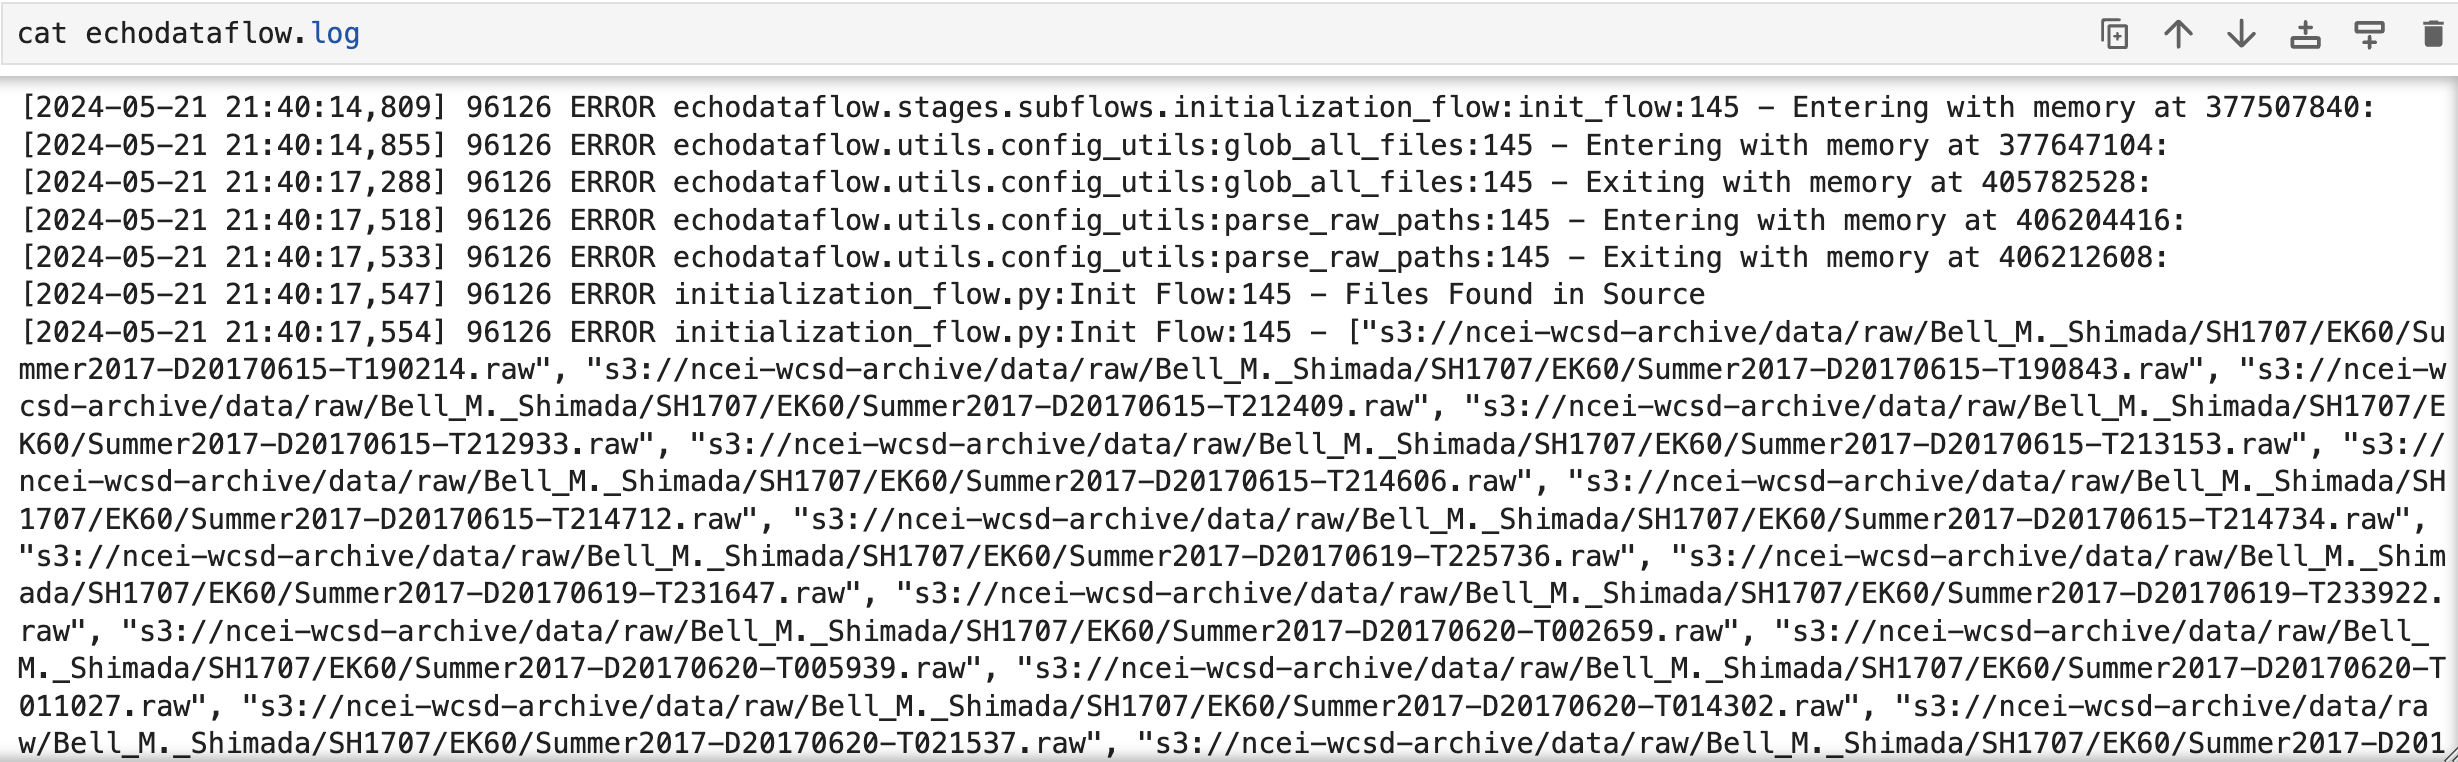 cat echodataflow.log
[2024-05-21 21:40:14,809] 96126 ERROR echodataflow.stages.subflows.initialization_flow:init_flow:145 - Entering with memory at 377507840:
[2024-05-21 21:40:14,855] 96126 ERROR echodataflow.utils.config_utils:glob_all_files:145 - Entering with memory at 377647104:
[2024-05-21 21:40:17,288] 96126 ERROR echodataflow.utils.config_utils:glob_all_files:145 - Exiting with memory at 405782528:
[2024-05-21 21:40:17,518] 96126 ERROR echodataflow.utils.config_utils:parse_raw_paths:145 - Entering with memory at 406204416:
[2024-05-21 21:40:17,533] 96126 ERROR echodataflow.utils.config_utils:parse_raw_paths:145 - Exiting with memory at 406212608:
[2024-05-21 21:40:17,547] 96126 ERROR initialization_flow.py:Init Flow:145 - Files Found in Source
[2024-05-21 21:40:17,554] 96126 ERROR initialization_flow.py:Init Flow:145 - ["s3://ncei-wcsd-archive/data/raw/Bell_M._Shimada/SH1707/EK60/Su
mmer2017-D20170615-T190214.raw", "s3://ncei-wcsd-archive/data/raw/Bell_M._Shimada/SH1707/EK60/Summer2017-D20170615-T190843.raw", "s3://ncei-w
csd-archive/data/raw/Bell_M._Shimada/SH1707/EK60/Summer2017-D20170615-T212409.raw", "s3://ncei-wcsd-archive/data/raw/Bell_M._Shimada/SH1707/E
K60/Summer2017-D20170615-T212933.raw", "s3://ncei-wcsd-archive/data/raw/Bell_M._Shimada/SH1707/EK60/Summer2017-D20170615-T213153.raw", "s3://
ncei-wcsd-archive/data/raw/Bell_M._Shimada/SH1707/EK60/Summer2017-D20170615-T214606.raw", "s3://ncei-wcsd-archive/data/raw/Bell_M._Shimada/SH
1707/EK60/Summer2017-D20170615-T214712.raw", "s3://ncei-wcsd-archive/data/raw/Bell_M._Shimada/SH1707/EK60/Summer2017-D20170615-T214734.raw",
"s3://ncei-wcsd-archive/data/raw/Bell_M._Shimada/SH1707/EK60/Summer2017-D20170619-T225736.raw", "s3://ncei-wcsd-archive/data/raw/Bell_M._Shim
ada/SH1707/EK60/Summer2017-D20170619-T231647.raw", "s3://ncei-wcsd-archive/data/raw/Bell_M._Shimada/SH1707/EK60/Summer2017-D20170619-T233922.
raw", "s3://ncei-wcsd-archive/data/raw/Bell_M._Shimada/SH1707/EK60/Summer2017-D20170620-T002659.raw", "s3://ncei-wcsd-archive/data/raw/Bell_
M._Shimada/SH1707/EK60/Summer2017-D20170620-T005939.raw", "s3://ncei-wcsd-archive/data/raw/Bell_M._Shimada/SH1707/EK60/Summer2017-D20170620-T
011027.raw", "s3://ncei-wcsd-archive/data/raw/Bell_M._Shimada/SH1707/EK60/Summer2017-D20170620-T014302.raw", "s3://ncei-wcsd-archive/data/ra
w/Bell_M._Shimada/SH1707/EK60/Summer2017-D20170620-T021537.raw", "s3://ncei-wcsd-archive/data/raw/Bell_M._Shimada/SH1707/EK60/Summer2017-D201